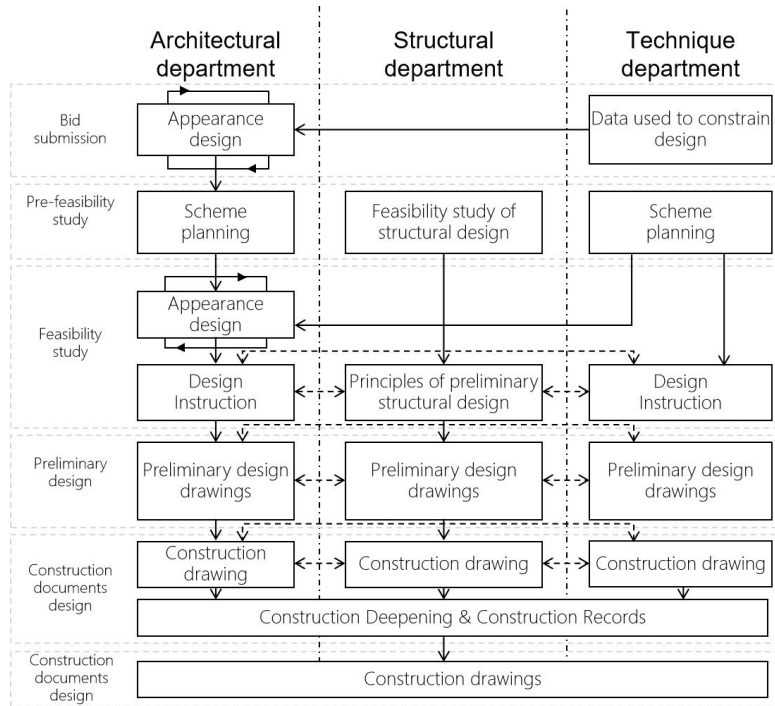 Architectural
department
Structural
department
Technique
department
Bid
submission
Appearance
design
Data used to constrain
design
Pre-feasibility
study
Scheme
planning
Feasibility study of
structural design
Scheme
planning
Feasibility
study
Appearance
design
Design
Instruction
Principles of preliminary
structural design
Design
Instruction
Preliminary
design
Preliminary design
drawings
Preliminary design
drawings
Preliminary design
drawings
Construction
documents
design
Construction
drawing
Construction drawing
Construction drawing
Construction Deepening & Construction Records
Construction
documents
design
Construction drawings